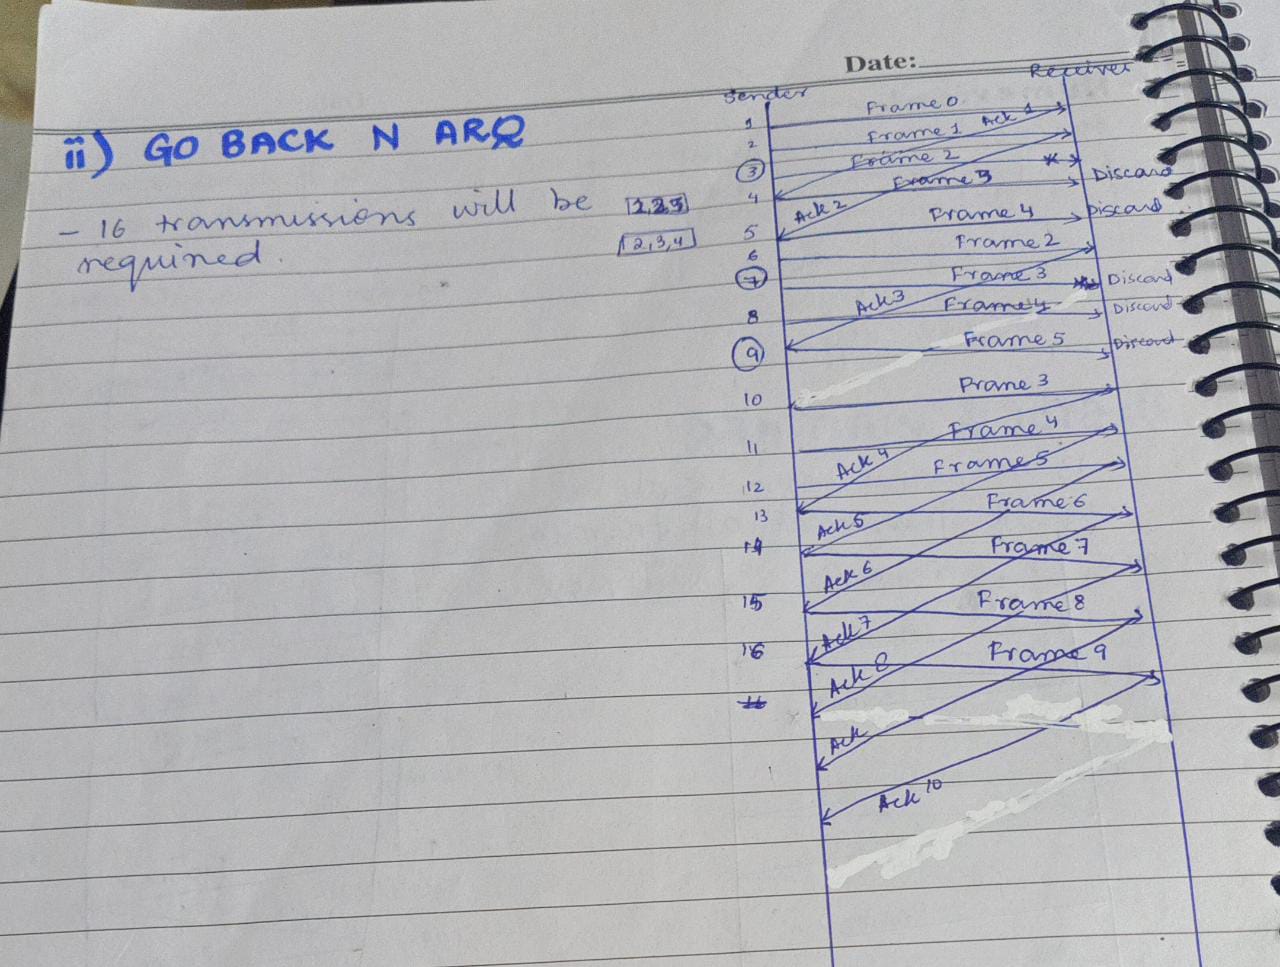 Date:
Sender Receiver
ii) GO BACK N ARQ
- 16 transmissions will be
required.
1,2,3
2,3,4
1 Frame 0
Ack 1
2 Frame 1
3 Frame 2
Discard
4 Frame 3
Ack 2
Discard
5 Frame 4
6 Frame 2
7 Frame 3 Discard
Ack 3
8 Frame 4 Discard
9 Frame 5 Discard
10 Frame 3
11 Frame 4
Ack 4
12 Frame 5
13 Frame 6
Ack 5
14 Frame 7
Ack 6
15 Frame 8
Ack 7
16 Frame 9
Ack 8
Ack
Ack 10